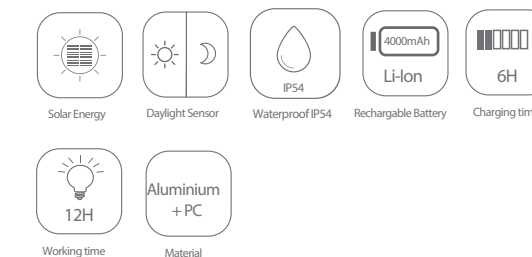 4000mAh
IP54
Li-Ion
6H
Solar Energy
Daylight Sensor
Waterproof IP54
Rechargable Battery
Charging tim
12H
Aluminium
+ PC
Working time
Material